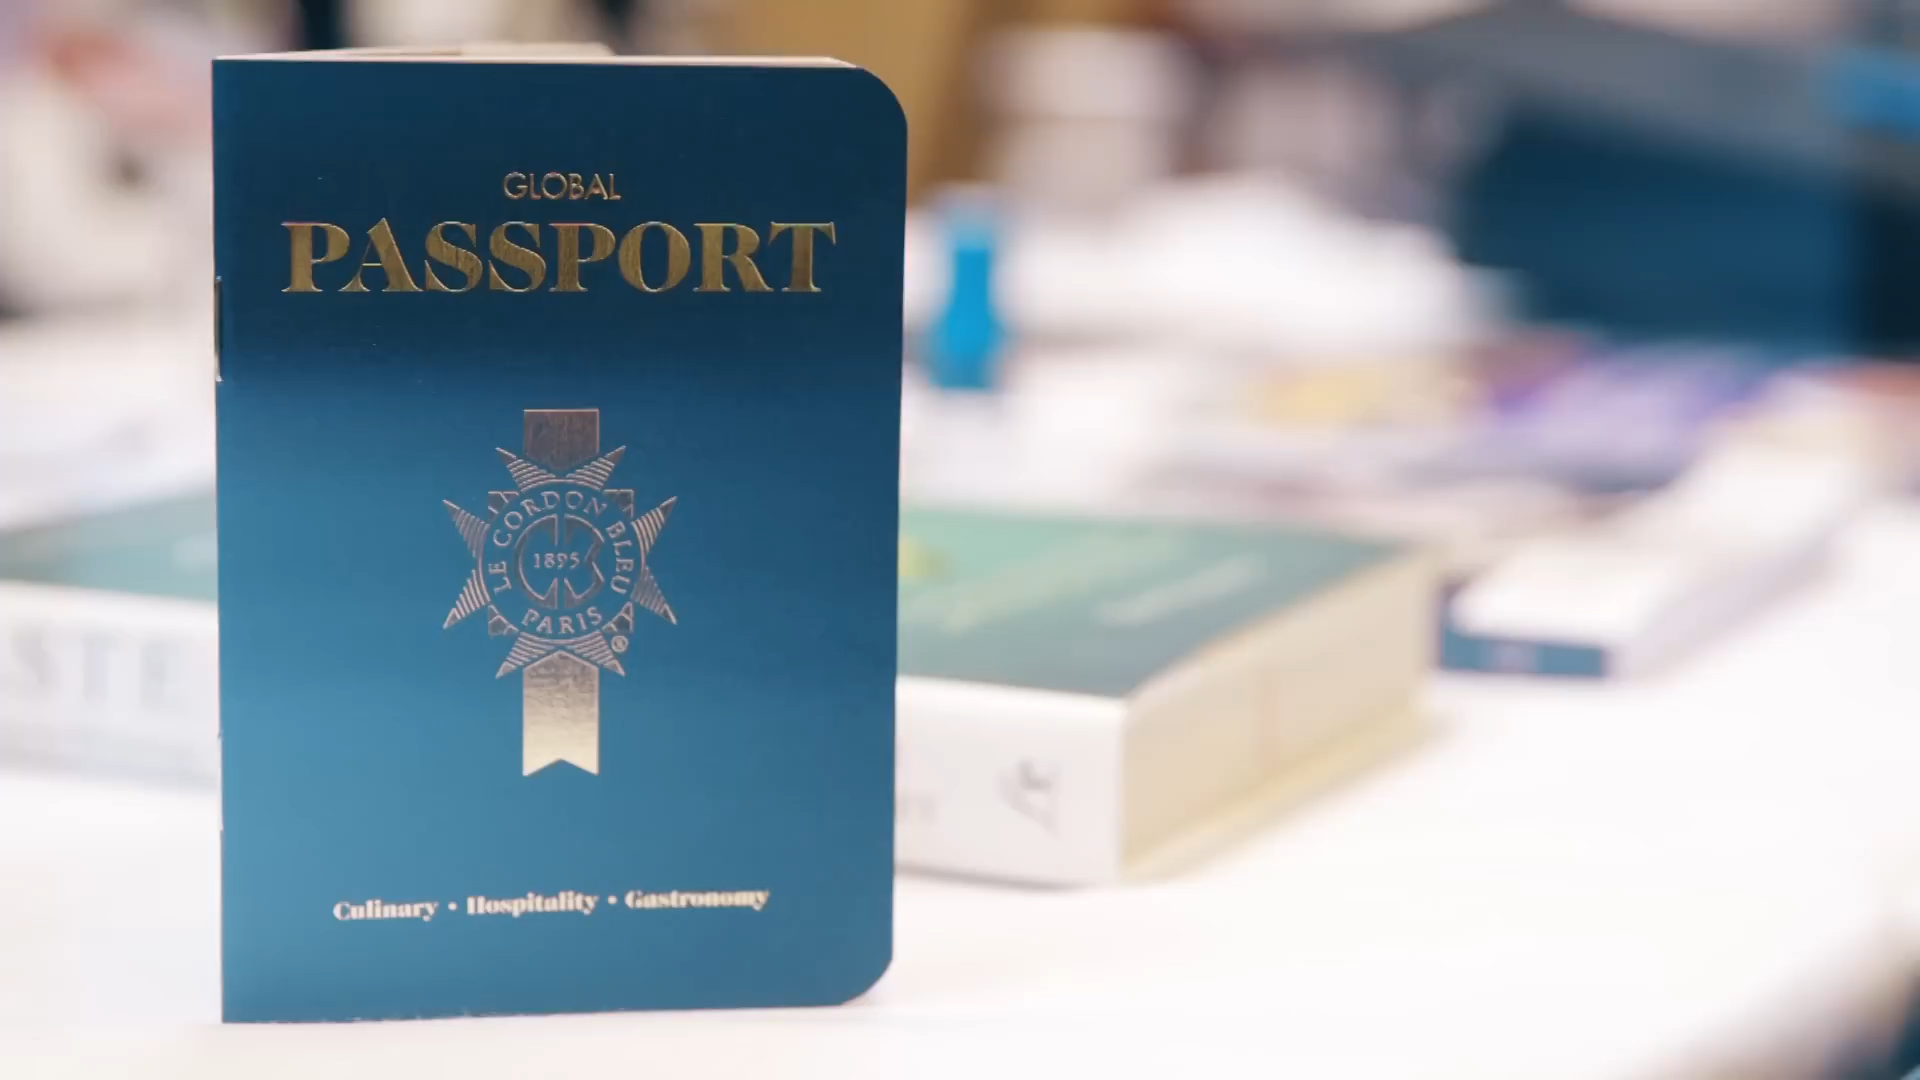 GLOBAL
PASSPORT
LE CORDON BLEU
1895
PARIS
®
Culinary • Hospitality • Gastronomy